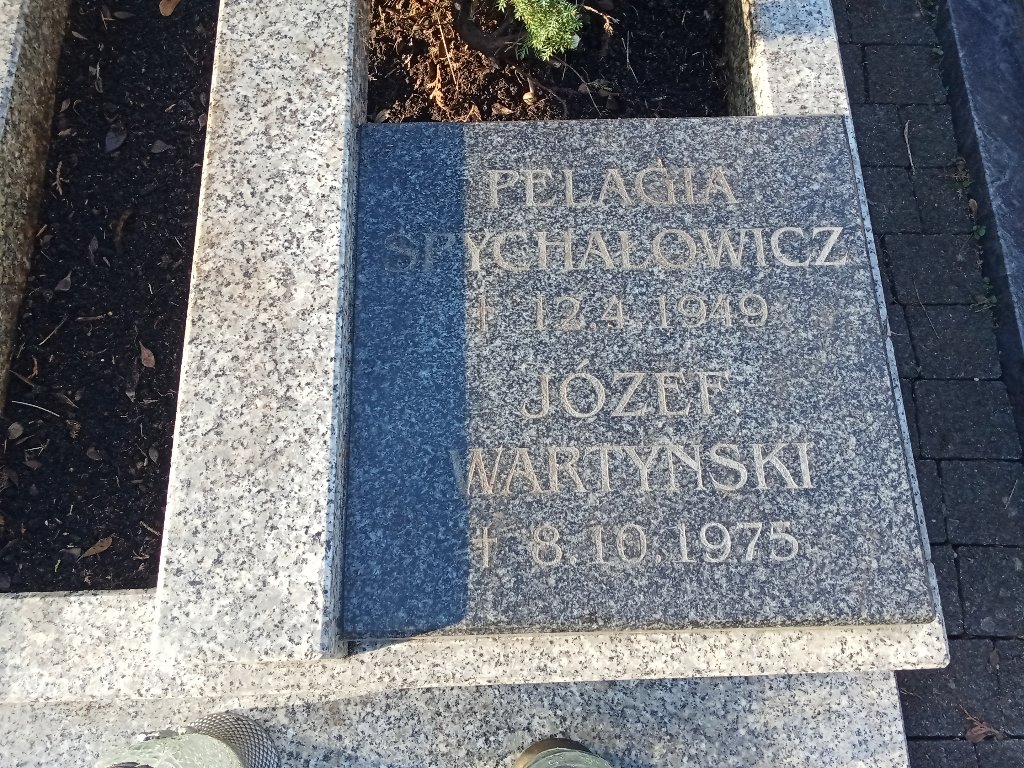 PELAGIA
SPYCHAŁOWICZ
† 12.4.1949
JÓZEF
WARTYŃSKI
† 8.10.1975